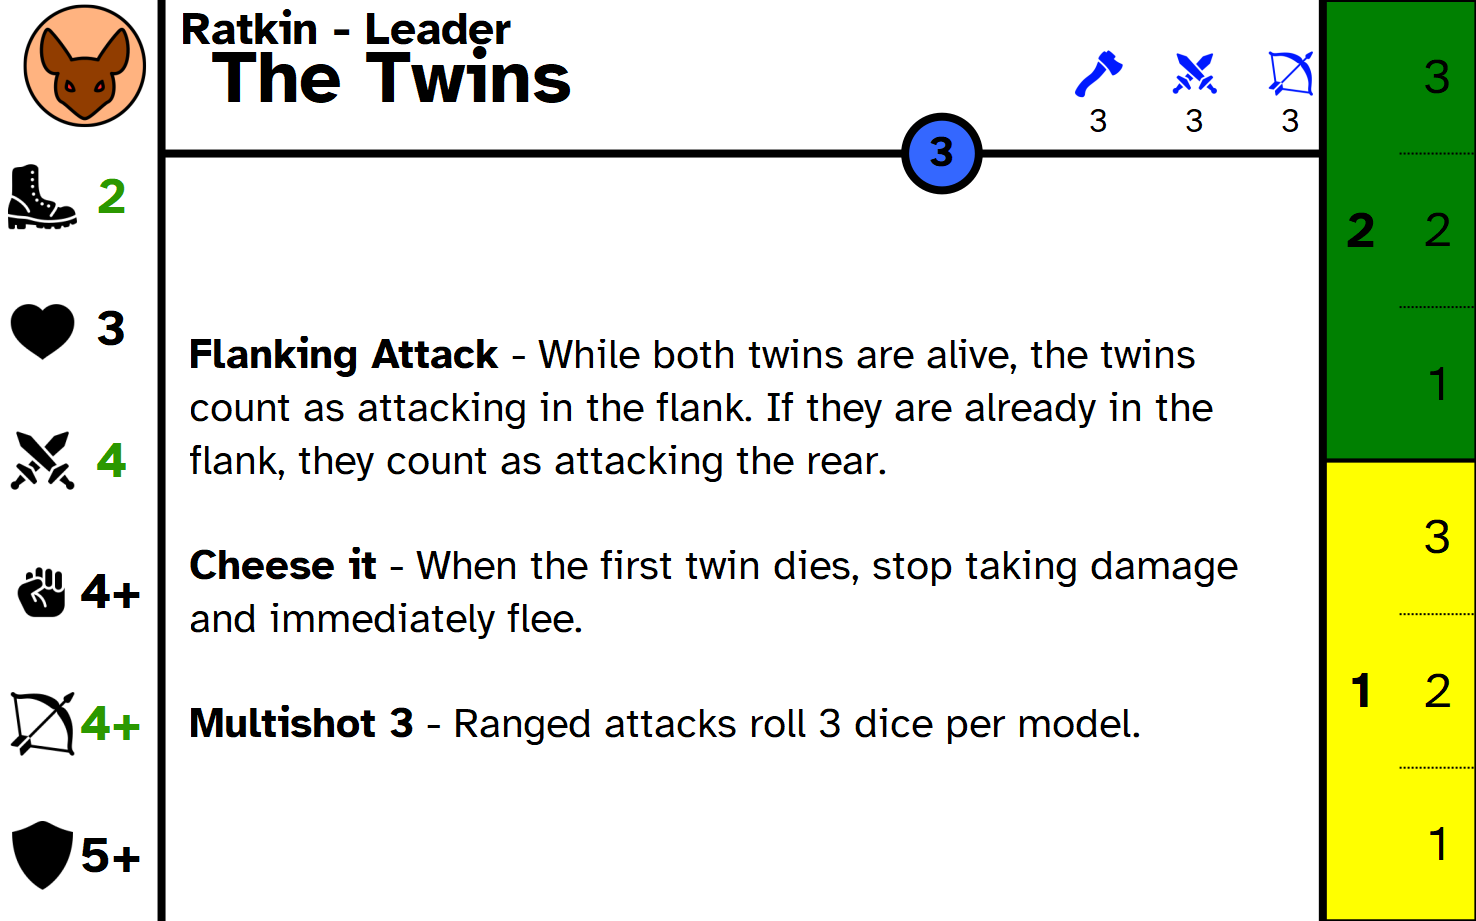 Ratkin - Leader
The Twins
3 3 3
3
2
3
4
4+
4+
5+
Flanking Attack - While both twins are alive, the twins
count as attacking in the flank. If they are already in the
flank, they count as attacking the rear.
Cheese it - When the first twin dies, stop taking damage
and immediately flee.
Multishot 3 - Ranged attacks roll 3 dice per model.
3
2 2
1
3
1 2
1